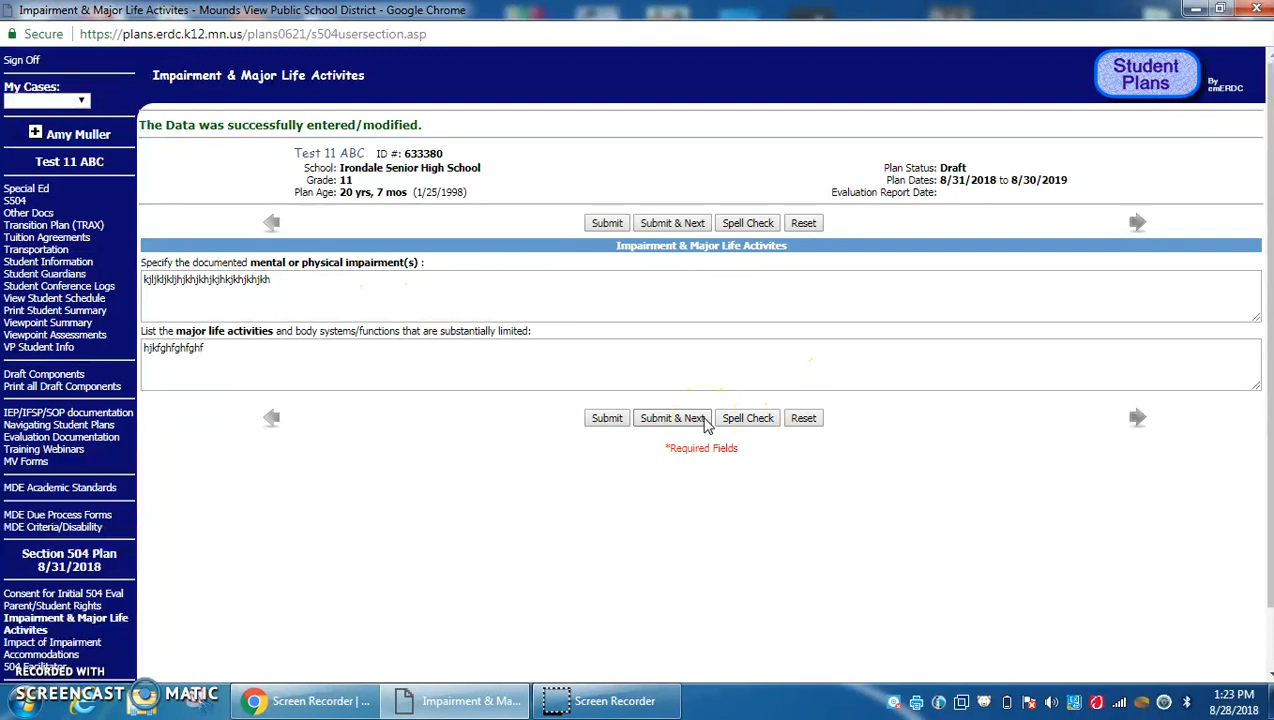 Impairment & Major Life Activites - Mounds View Public School District - Google Chrome
Secure https://plans.erdc.k12.mn.us/plans0621/s504usersection.asp
Sign Off
My Cases:
Amy Muller
Test 11 ABC
Special Ed
S504
Other Docs
Transition Plan (TRAX)
Tuition Agreements
Transportation
Student Information
Student Guardians
Student Conference Logs
View Student Schedule
Print Student Summary
Viewpoint Summary
Viewpoint Assessments
VP Student Info
Draft Components
Print all Draft Components
IEP/IFSP/SOP documentation
Navigating Student Plans
Evaluation Documentation
Training Webinars
MV Forms
MDE Academic Standards
MDE Due Process Forms
MDE Criteria/Disability
Section 504 Plan
8/31/2018
Consent for Initial 504 Eval
Parent/Student Rights
Impairment & Major Life
Activites
Impact of Impairment
Accommodations
504 Facilitator
Impairment & Major Life Activites
Student
Plans
By
cmERDC
The Data was successfully entered/modified.
Test 11 ABC ID #: 633380
School: Irondale Senior High School
Grade: 11
Plan Age: 20 yrs, 7 mos (1/25/1998)
Plan Status: Draft
Plan Dates: 8/31/2018 to 8/30/2019
Evaluation Report Date:
Submit Submit & Next Spell Check Reset
Impairment & Major Life Activites
Specify the documented mental or physical impairment(s) :
kjljkljkljhjkhjkhjkjhkjkhjkhjkh
List the major life activities and body systems/functions that are substantially limited:
hjkfghfghfghf
Submit Submit & Next Spell Check Reset
*Required Fields
RECORDED WITH
SCREENCAST MATIC
Screen Recorder | ...
Impairment & Ma...
Screen Recorder
1:23 PM
8/28/2018